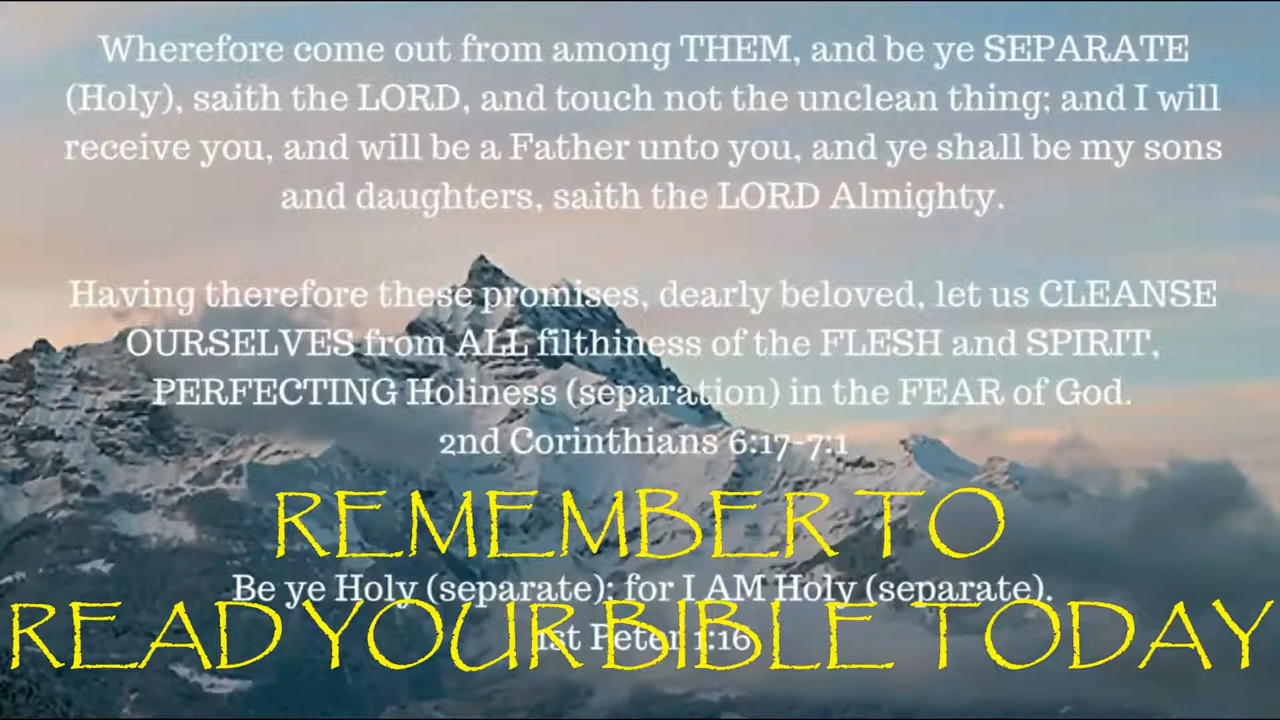 Wherefore come out from among THEM, and be ye SEPARATE
(Holy), saith the LORD, and touch not the unclean thing; and I will
receive you, and will be a Father unto you, and ye shall be my sons
and daughters, saith the LORD Almighty.
Having therefore these promises, dearly beloved, let us CLEANSE
OURSELVES from ALL filthiness of the FLESH and SPIRIT,
PERFECTING Holiness (separation) in the FEAR of God.
2nd Corinthians 6:17-7:1
REMEMBER TO
Be ye Holy (separate); for I AM Holy (separate).
READ YOUR BIBLE TODAY
1st Peter 1:16